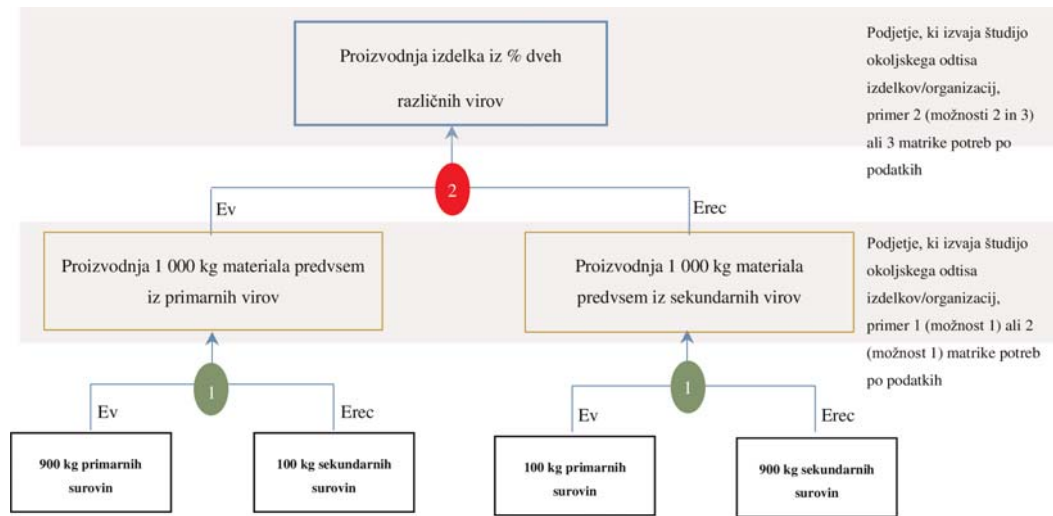 Proizvodnja izdelka iz % dveh
različnih virov
Podjetje, ki izvaja študijo
okoljskega odtisa
izdelkov/organizacij,
primer 2 (možnosti 2 in 3)
ali 3 matrike potreb po
podatkih
2
Ev
Erec
Proizvodnja 1 000 kg materiala predvsem
iz primarnih virov
Proizvodnja 1 000 kg materiala
predvsem iz sekundarnih virov
Podjetje, ki izvaja študijo
okoljskega odtisa
izdelkov/organizacij,
primer 1 (možnost 1) ali 2
(možnost 1) matrike potreb
po podatkih
1
Ev
Erec
1
Ev
Erec
900 kg primarnih
surovin
100 kg sekundarnih
surovin
100 kg primarnih
surovin
900 kg sekundarnih
surovin